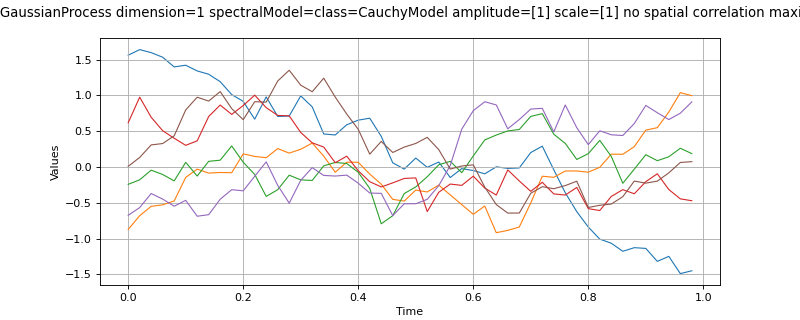 GaussianProcess dimension=1 spectralModel=class=CauchyModel amplitude=[1] scale=[1] no spatial correlation maxi
Values
1.5
1.0
0.5
0.0
−0.5
−1.0
−1.5
0.0 0.2 0.4 0.6 0.8 1.0
Time